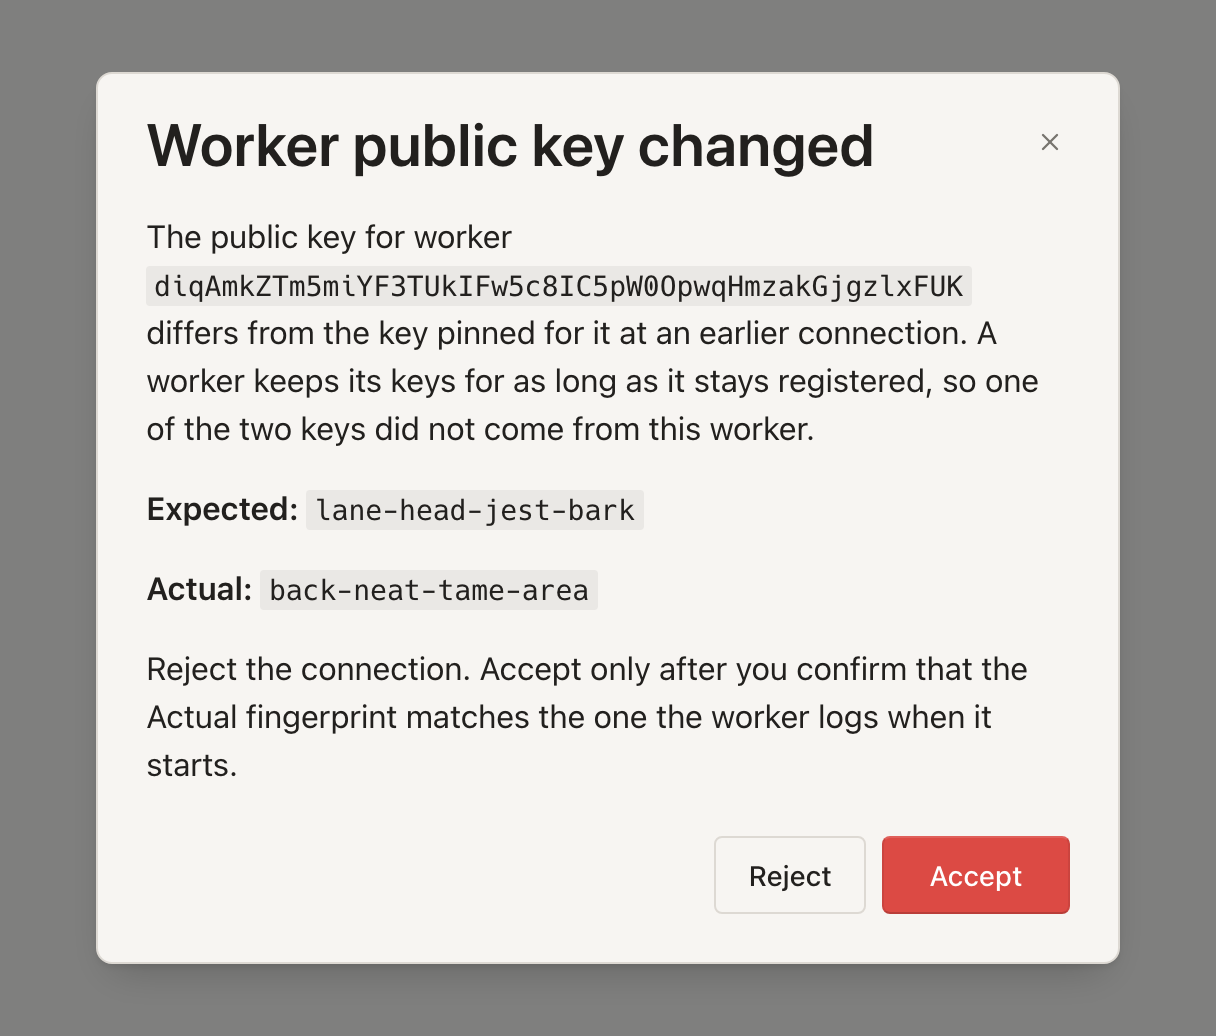 Worker public key changed
The public key for worker
diqAmkZTm5miYF3TUkIFw5c8IC5pW0OpwqHmzakGjgzlxFUK
differs from the key pinned for it at an earlier connection. A
worker keeps its keys for as long as it stays registered, so one
of the two keys did not come from this worker.
Expected: lane-head-jest-bark
Actual: back-neat-tame-area
Reject the connection. Accept only after you confirm that the
Actual fingerprint matches the one the worker logs when it
starts.
Reject
Accept